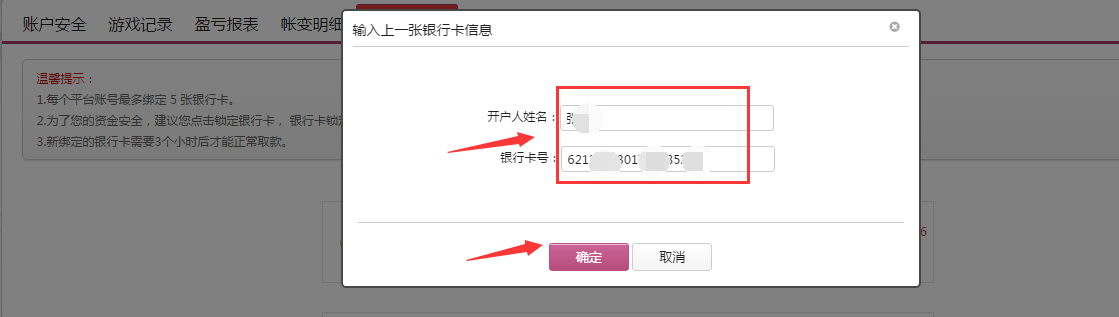 账户安全 游戏记录 盈亏报表 帐变明细
输入上一张银行卡信息
温馨提示：
1.每个平台账号最多绑定 5 张银行卡。
2.为了您的资金安全，建议您点击锁定银行卡， 银行卡锁定
3.新绑定的银行卡需要3个小时后才能正常取款。
开户人姓名： 张
银行卡号： 621 301 35
6
确定 取消